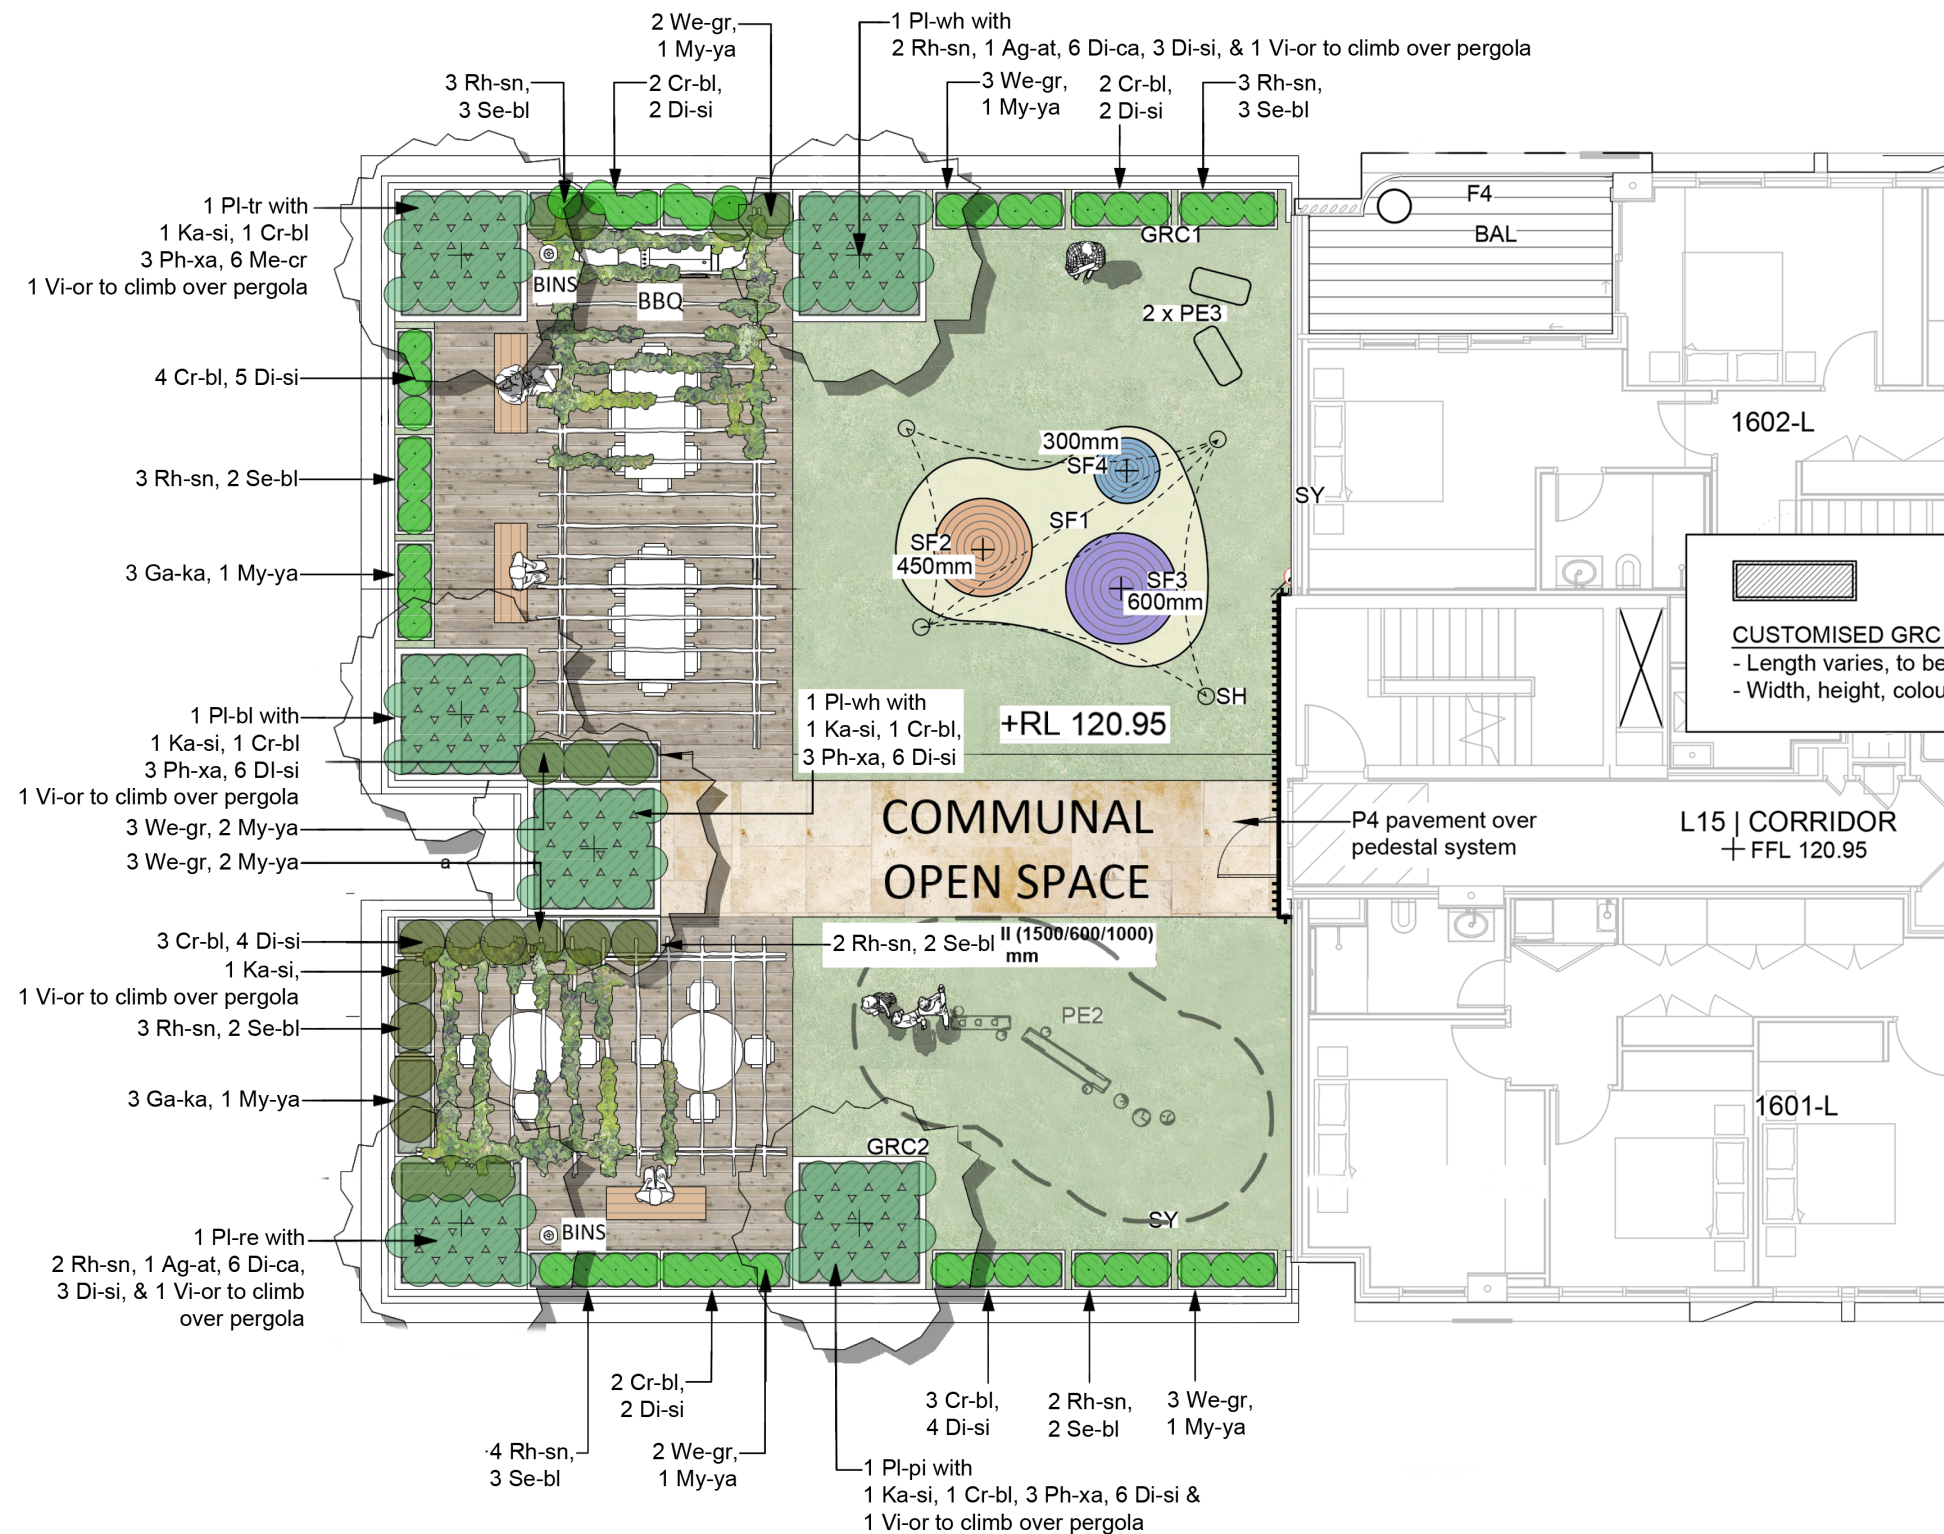 2 We-gr,
1 My-ya
1 Pl-wh with
2 Rh-sn, 1 Ag-at, 6 Di-ca, 3 Di-si, & 1 Vi-or to climb over pergola
3 Rh-sn,
3 Se-bl
2 Cr-bl,
2 Di-si
3 We-gr,
1 My-ya
2 Cr-bl,
2 Di-si
3 Rh-sn,
3 Se-bl
1 Pl-tr with
1 Ka-si, 1 Cr-bl
3 Ph-xa, 6 Me-cr
1 Vi-or to climb over pergola
BINS
BBQ
GRC1
2 x PE3
F4
BAL
4 Cr-bl, 5 Di-si
3 Rh-sn, 2 Se-bl
3 Ga-ka, 1 My-ya
300mm
SF4
SF1
SF2
450mm
SF3
600mm
SY
SH
+RL 120.95
1602-L
CUSTOMISED GRC
- Length varies, to be
- Width, height, colou
1 Pl-bl with
1 Ka-si, 1 Cr-bl
3 Ph-xa, 6 DI-si
1 Vi-or to climb over pergola
3 We-gr, 2 My-ya
3 We-gr, 2 My-ya
a
1 Pl-wh with
1 Ka-si, 1 Cr-bl,
3 Ph-xa, 6 Di-si
COMMUNAL
OPEN SPACE
P4 pavement over
pedestal system
L15 | CORRIDOR
FFL 120.95
3 Cr-bl, 4 Di-si
1 Ka-si,
1 Vi-or to climb over pergola
3 Rh-sn, 2 Se-bl
3 Ga-ka, 1 My-ya
2 Rh-sn, 2 Se-bl
II (1500/600/1000)
mm
PE2
1601-L
GRC2
SY
BINS
1 Pl-re with
2 Rh-sn, 1 Ag-at, 6 Di-ca,
3 Di-si, & 1 Vi-or to climb
over pergola
2 Cr-bl,
2 Di-si
4 Rh-sn,
3 Se-bl
2 We-gr,
1 My-ya
3 Cr-bl,
4 Di-si
2 Rh-sn,
2 Se-bl
3 We-gr,
1 My-ya
1 Pl-pi with
1 Ka-si, 1 Cr-bl, 3 Ph-xa, 6 Di-si &
1 Vi-or to climb over pergola